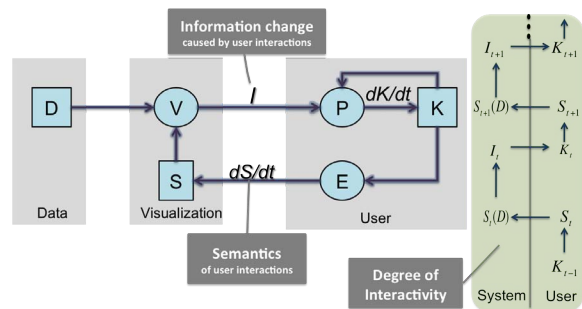 Information change
caused by user interactions
D
V
I
P
dK/dt
K
S
dS/dt
E
Data
Visualization
User
Semantics
of user interactions
Degree of
Interactivity
I_{t+1}
K_{t+1}
S_{t+1}(D)
S_{t+1}
I_t
K_t
S_t(D)
S_t
K_{t-1}
System
User